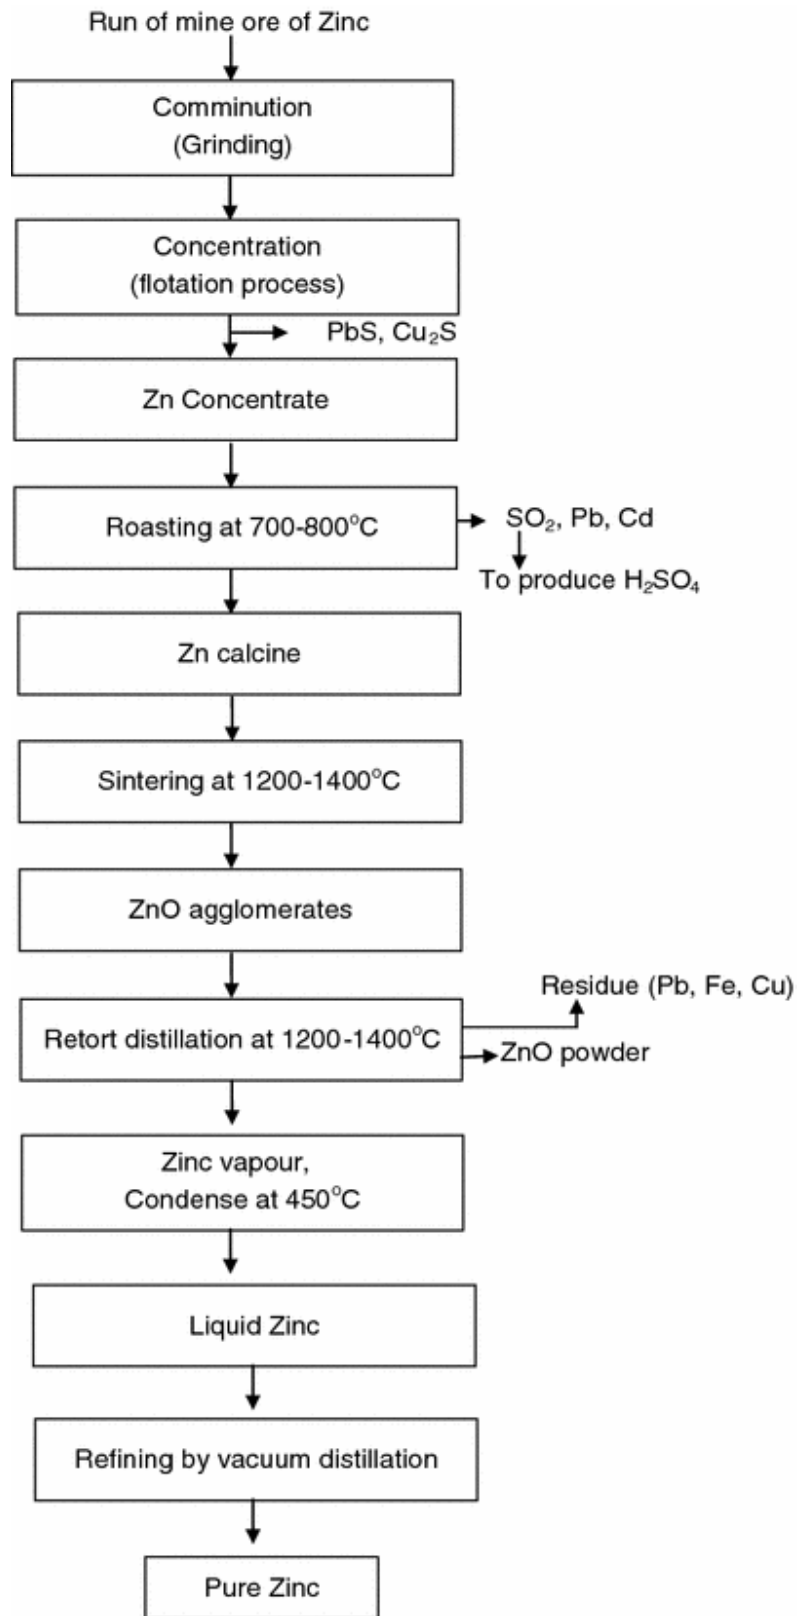 Run of mine ore of Zinc
Comminution
(Grinding)
Concentration
(flotation process)
PbS, Cu₂S
Zn Concentrate
Roasting at 700-800°C
SO₂, Pb, Cd
To produce H₂SO₄
Zn calcine
Sintering at 1200-1400°C
ZnO agglomerates
Residue (Pb, Fe, Cu)
Retort distillation at 1200-1400°C
ZnO powder
Zinc vapour,
Condense at 450°C
Liquid Zinc
Refining by vacuum distillation
Pure Zinc